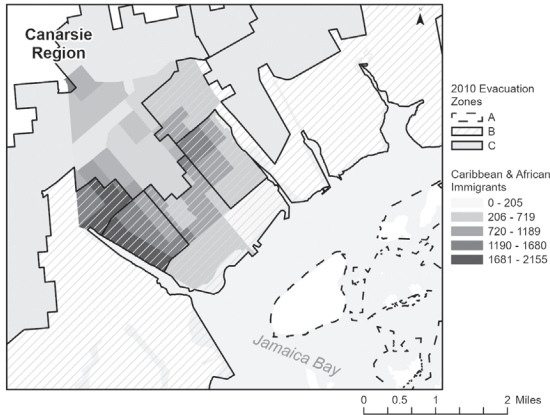 Canarsie
Region
N
2010 Evacuation
Zones
A
B
C
Caribbean & African
Immigrants
0 - 205
206 - 719
720 - 1189
1190 - 1680
1681 - 2155
Jamaica Bay
0 0.5 1 2 Miles